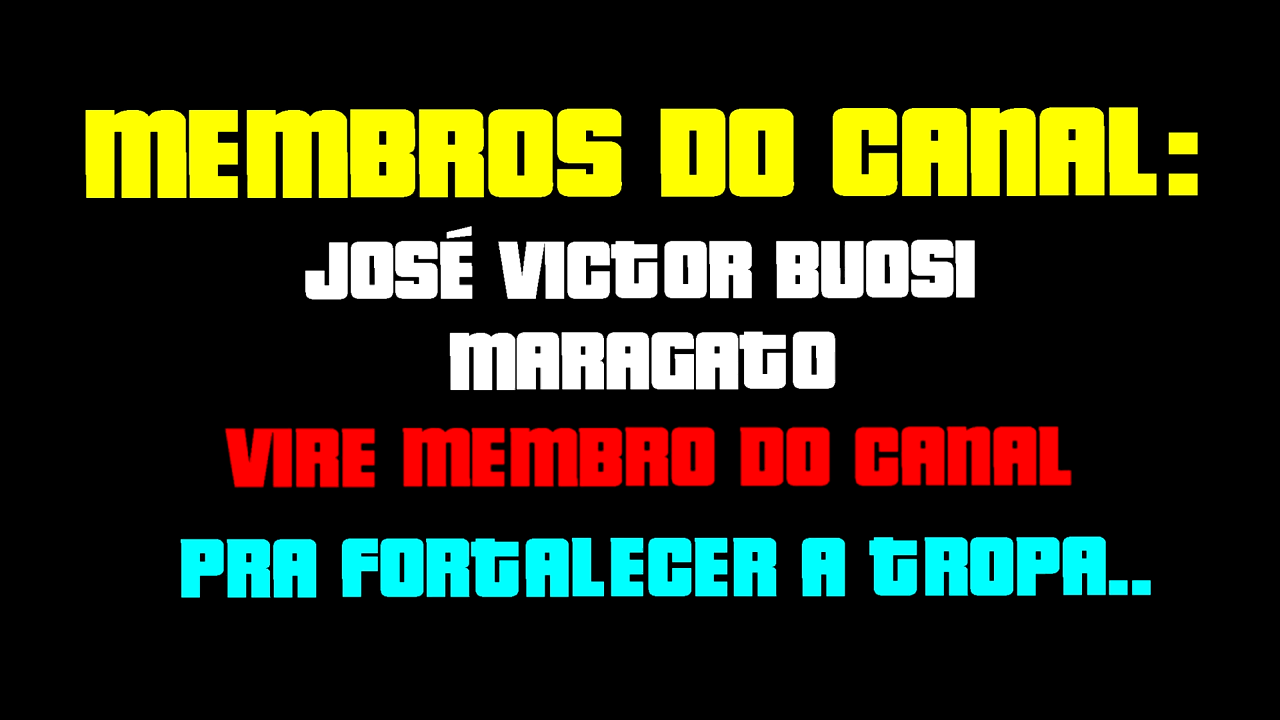 MEMBROS DO CANAL:
JOSÉ VICTOR BUOSI
MARAGATO
VIRE MEMBRO DO CANAL
PRA FORTALECER A TROPA..